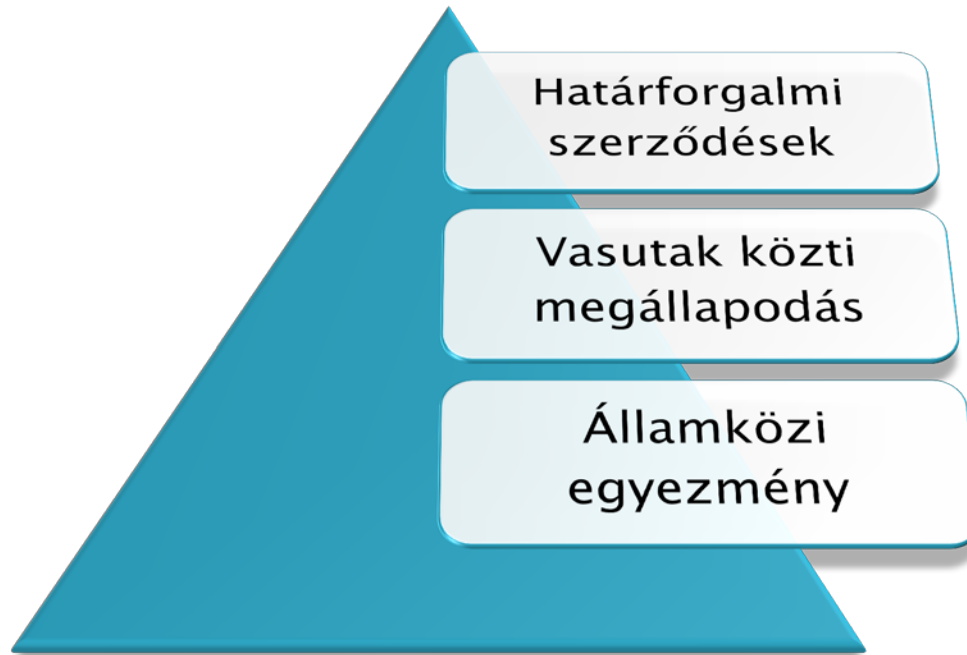 Határforgalmi
szerződések
Vasutak közti
megállapodás
Államközi
egyezmény